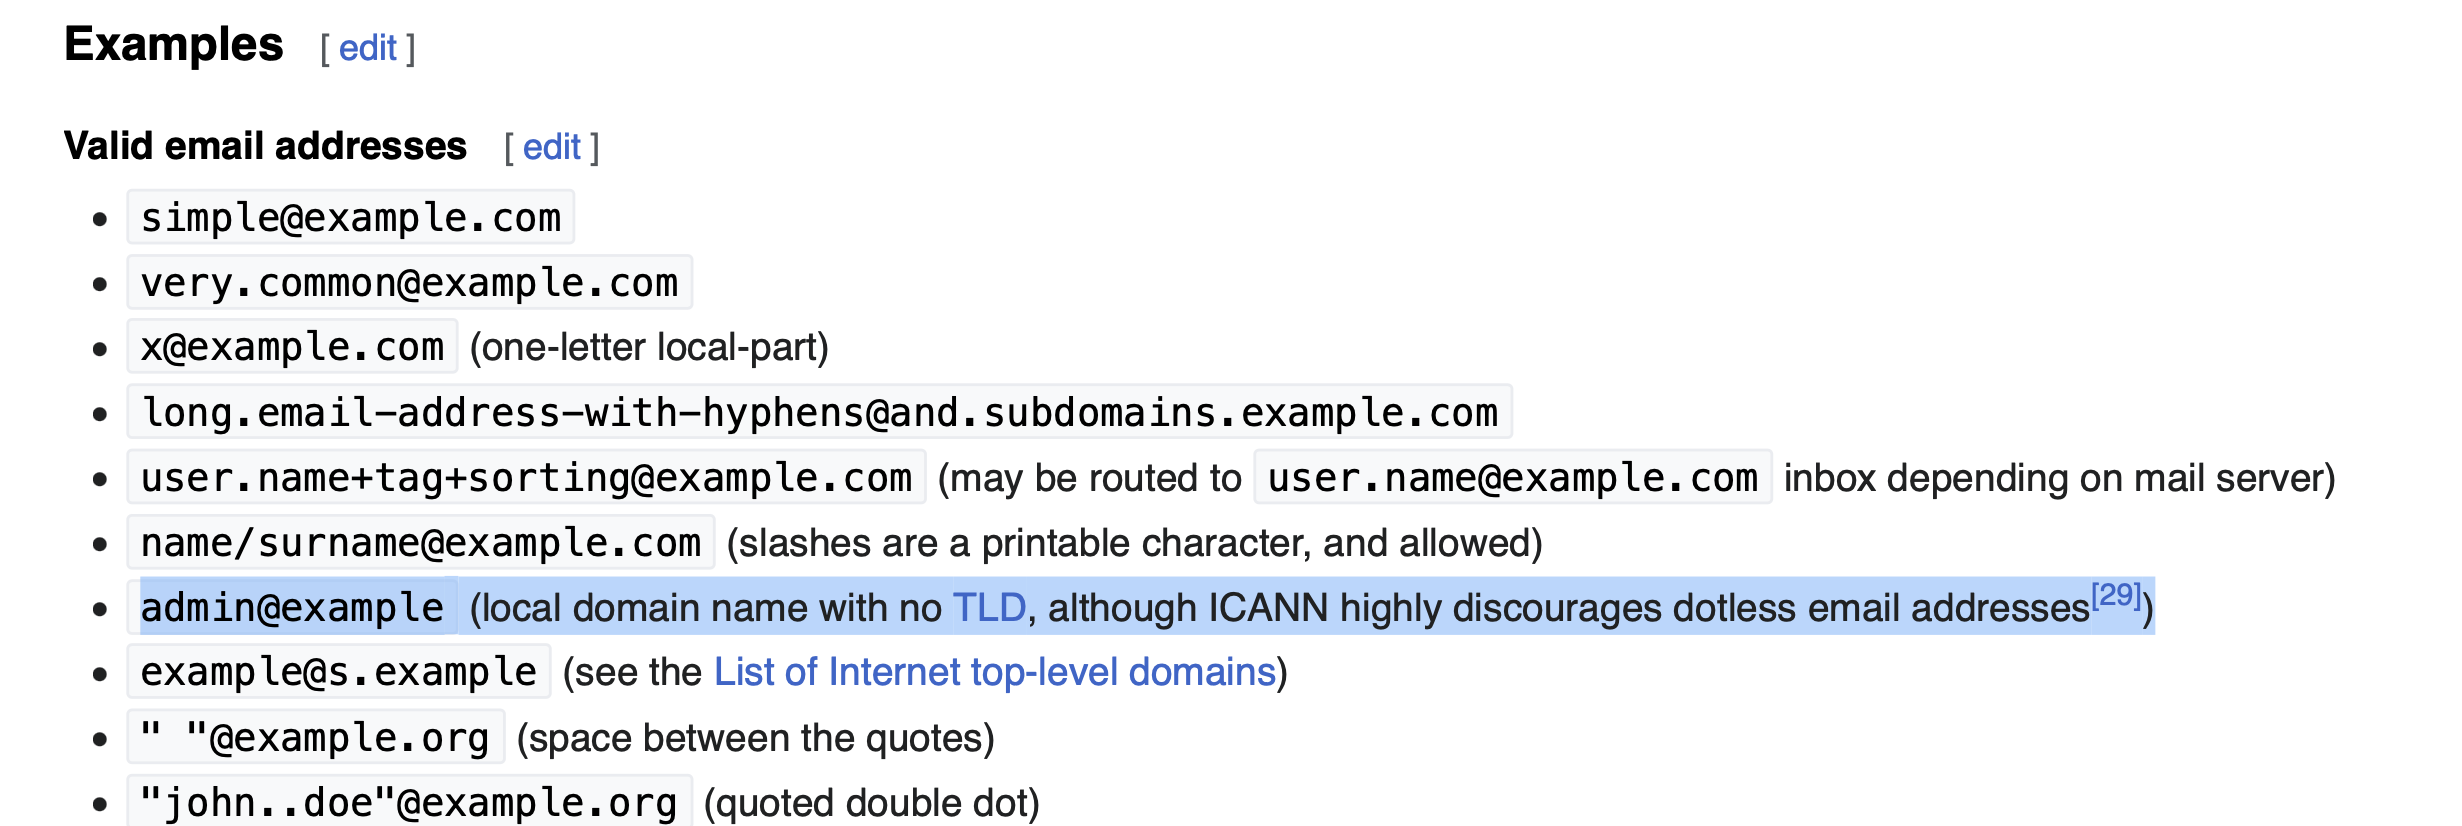 Examples [ edit ]
Valid email addresses [ edit ]
• simple@example.com
• very.common@example.com
• x@example.com (one-letter local-part)
• long.email-address-with-hyphens@and.subdomains.example.com
• user.name+tag+sorting@example.com (may be routed to user.name@example.com inbox depending on mail server)
• name/surname@example.com (slashes are a printable character, and allowed)
• admin@example (local domain name with no TLD, although ICANN highly discourages dotless email addresses[29])
• example@s.example (see the List of Internet top-level domains)
• " "@example.org (space between the quotes)
• "john..doe"@example.org (quoted double dot)